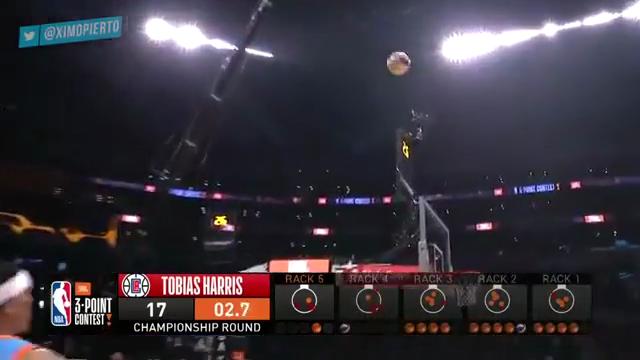 @XIMOPIERTO
TOBIAS HARRIS
17 02.7
CHAMPIONSHIP ROUND
NBA
JBL
3-POINT
CONTEST
RACK 5 RACK 4 RACK 3 RACK 2 RACK 1